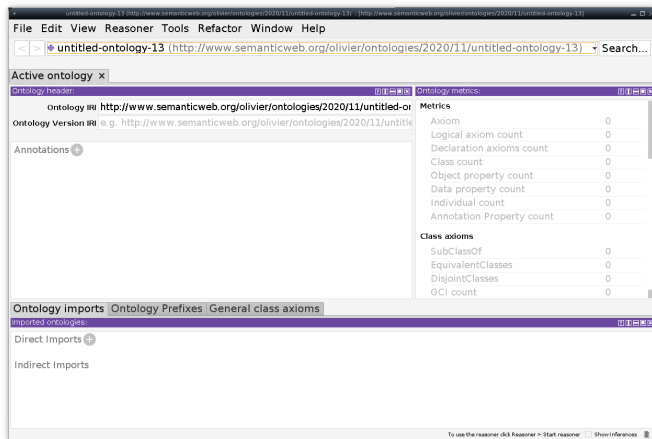 untitled-ontology-13 (http://www.semanticweb.org/olivier/ontologies/2020/11/untitled-ontology-13) - [http://www.semanticweb.org/olivier/ontologies/2020/11/untitled-ontology-13]
File Edit View Reasoner Tools Refactor Window Help
< > untitled-ontology-13 (http://www.semanticweb.org/olivier/ontologies/2020/11/untitled-ontology-13) Search...
Active ontology ×
Ontology header:
Ontology IRI http://www.semanticweb.org/olivier/ontologies/2020/11/untitled-or
Ontology Version IRI e.g. http://www.semanticweb.org/olivier/ontologies/2020/11/untitle
Annotations
Ontology metrics:
Metrics
Axiom 0
Logical axiom count 0
Declaration axioms count 0
Class count 0
Object property count 0
Data property count 0
Individual count 0
Annotation Property count 0
Class axioms
SubClassOf 0
EquivalentClasses 0
DisjointClasses 0
GCI count 0
Ontology imports Ontology Prefixes General class axioms
Imported ontologies:
Direct Imports
Indirect Imports
To use the reasoner click Reasoner > Start reasoner Show Inferences